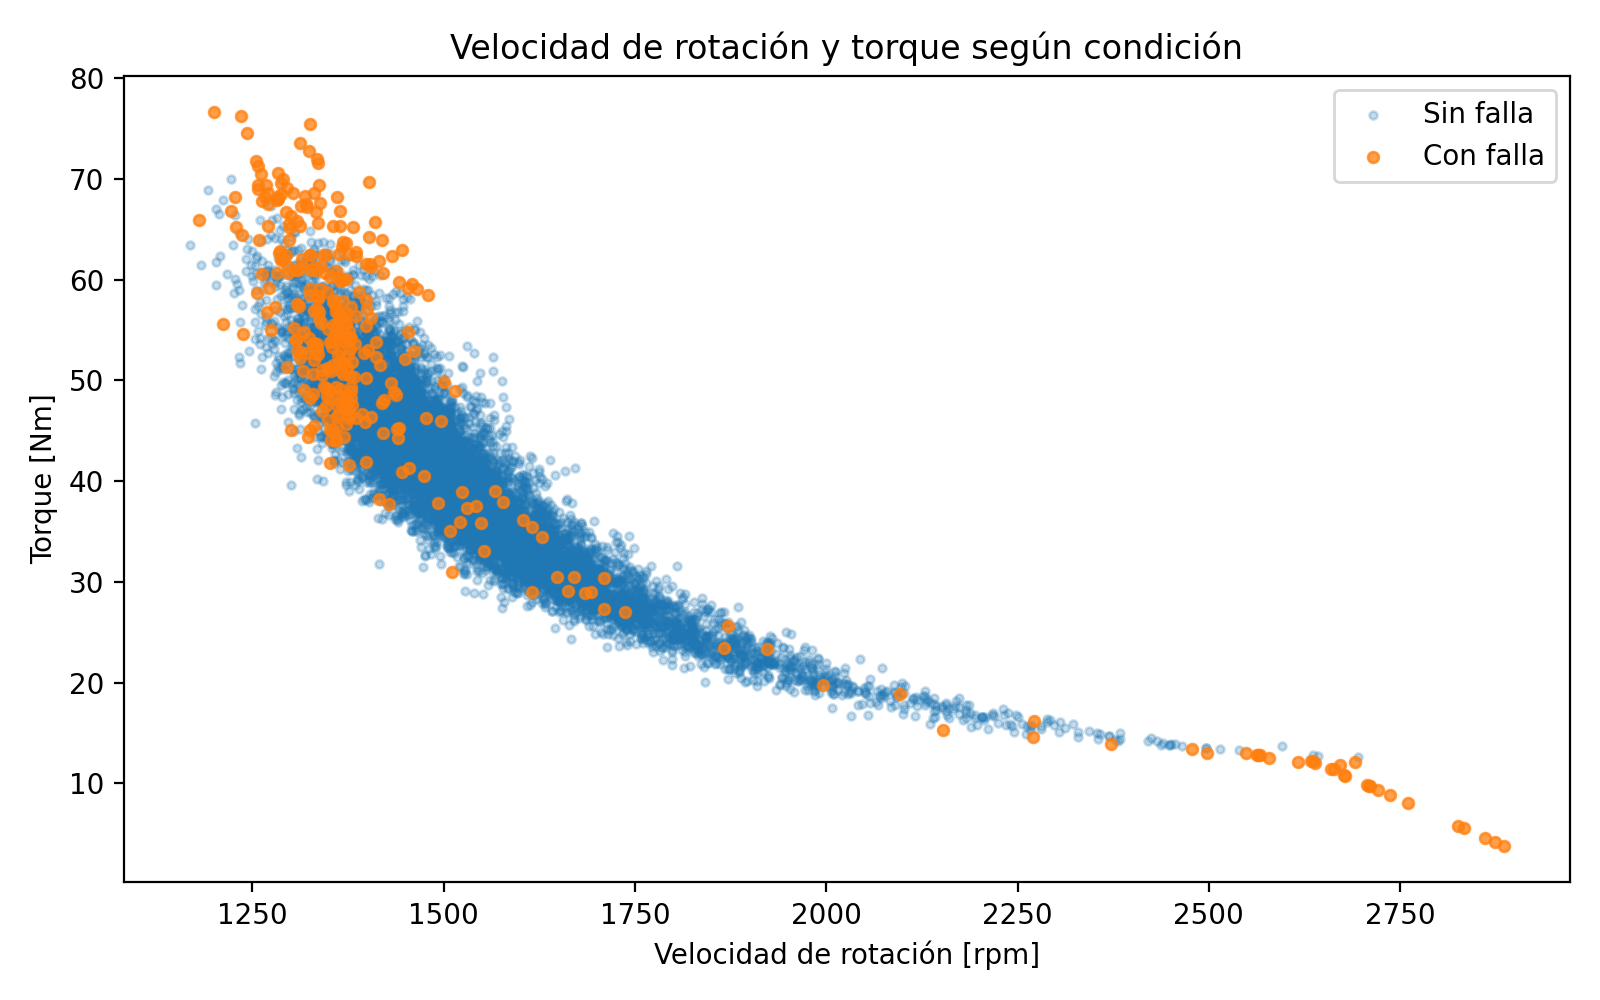 Velocidad de rotación y torque según condición
80
70
60
50
40
30
20
10
Torque [Nm]
Sin falla
Con falla
1250 1500 1750 2000 2250 2500 2750
Velocidad de rotación [rpm]